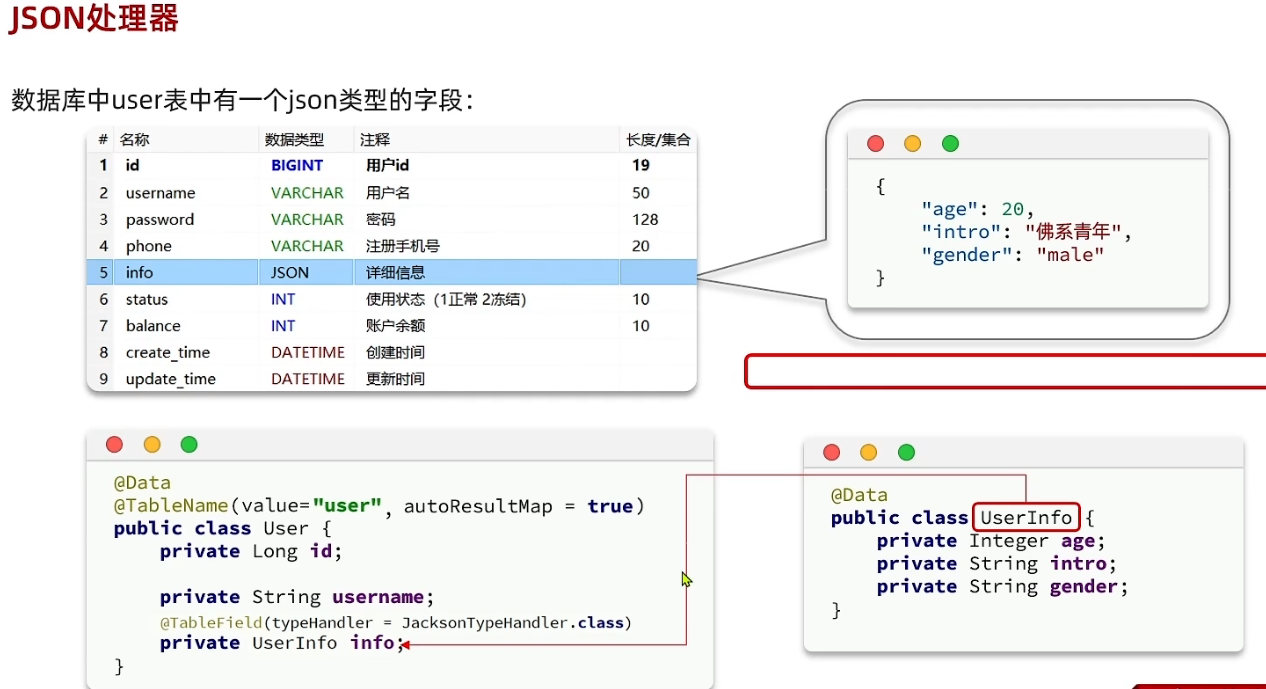 JSON处理器
数据库中user表中有一个json类型的字段：
# 名称 数据类型 注释 长度/集合
1 id BIGINT 用户id 19
2 username VARCHAR 用户名 50
3 password VARCHAR 密码 128
4 phone VARCHAR 注册手机号 20
5 info JSON 详细信息
6 status INT 使用状态（1正常 2冻结） 10
7 balance INT 账户余额 10
8 create_time DATETIME 创建时间
9 update_time DATETIME 更新时间
{
"age": 20,
"intro": "佛系青年",
"gender": "male"
}
@Data
@TableName(value="user", autoResultMap = true)
public class User {
private Long id;
private String username;
@TableField(typeHandler = JacksonTypeHandler.class)
private UserInfo info;
}
@Data
public class UserInfo {
private Integer age;
private String intro;
private String gender;
}